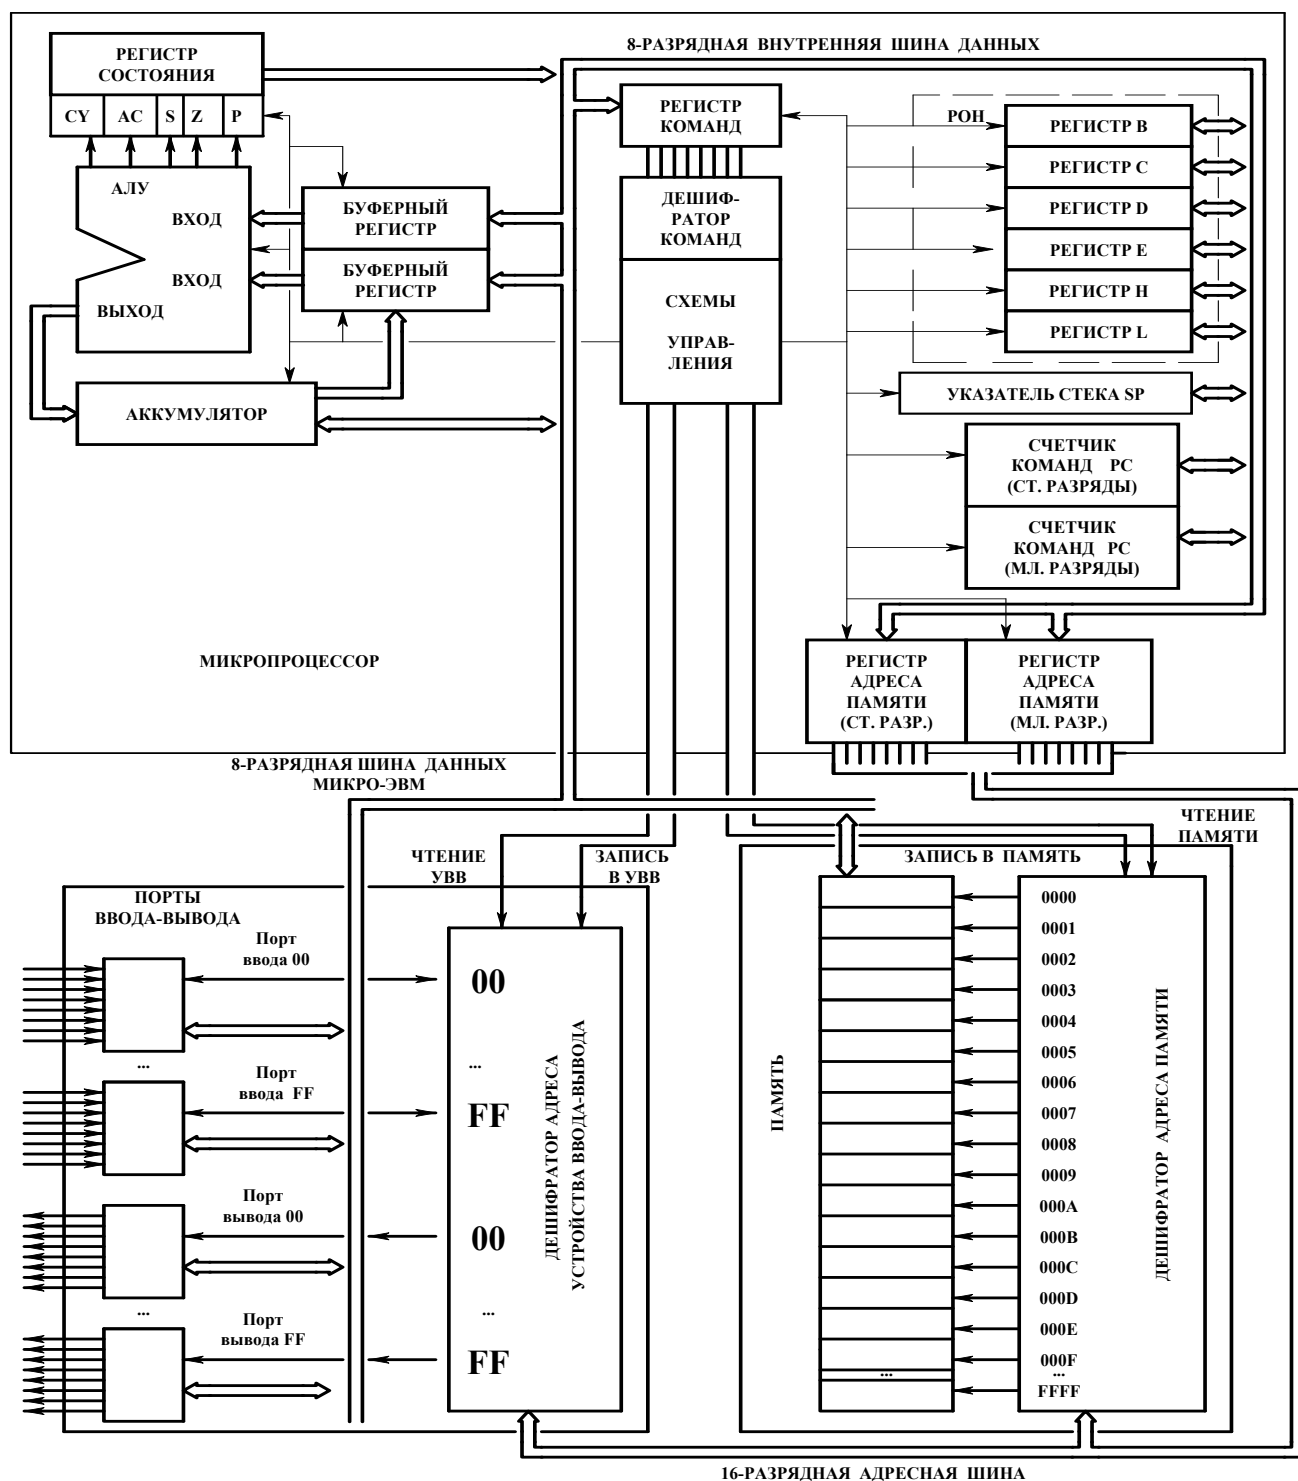 8-РАЗРЯДНАЯ ВНУТРЕННЯЯ ШИНА ДАННЫХ
РЕГИСТР
СОСТОЯНИЯ
CY AC S Z P
АЛУ
ВХОД
ВХОД
ВЫХОД
БУФЕРНЫЙ
РЕГИСТР
БУФЕРНЫЙ
РЕГИСТР
АККУМУЛЯТОР
РЕГИСТР
КОМАНД
ДЕШИФ-
РАТОР
КОМАНД
СХЕМЫ
УПРАВ-
ЛЕНИЯ
РОН
РЕГИСТР B
РЕГИСТР C
РЕГИСТР D
РЕГИСТР E
РЕГИСТР H
РЕГИСТР L
УКАЗАТЕЛЬ СТЕКА SP
СЧЕТЧИК
КОМАНД PC
(СТ. РАЗРЯДЫ)
СЧЕТЧИК
КОМАНД PC
(МЛ. РАЗРЯДЫ)
МИКРОПРОЦЕССОР
РЕГИСТР
АДРЕСА
ПАМЯТИ
(СТ. РАЗР.)
РЕГИСТР
АДРЕСА
ПАМЯТИ
(МЛ. РАЗР.)
8-РАЗРЯДНАЯ ШИНА ДАННЫХ
МИКРО-ЭВМ
ЧТЕНИЕ
УВВ
ЗАПИСЬ
В УВВ
ЧТЕНИЕ
ПАМЯТИ
ЗАПИСЬ В ПАМЯТЬ
ПОРТЫ
ВВОДА-ВЫВОДА
Порт
ввода 00
...
Порт
ввода FF
Порт
вывода 00
...
Порт
вывода FF
00
...
FF
00
...
FF
ДЕШИФРАТОР АДРЕСА
УСТРОЙСТВА ВВОДА-ВЫВОДА
ПАМЯТЬ
...
0000
0001
0002
0003
0004
0005
0006
0007
0008
0009
000A
000B
000C
000D
000E
000F
...
FFFF
ДЕШИФРАТОР АДРЕСА ПАМЯТИ
16-РАЗРЯДНАЯ АДРЕСНАЯ ШИНА